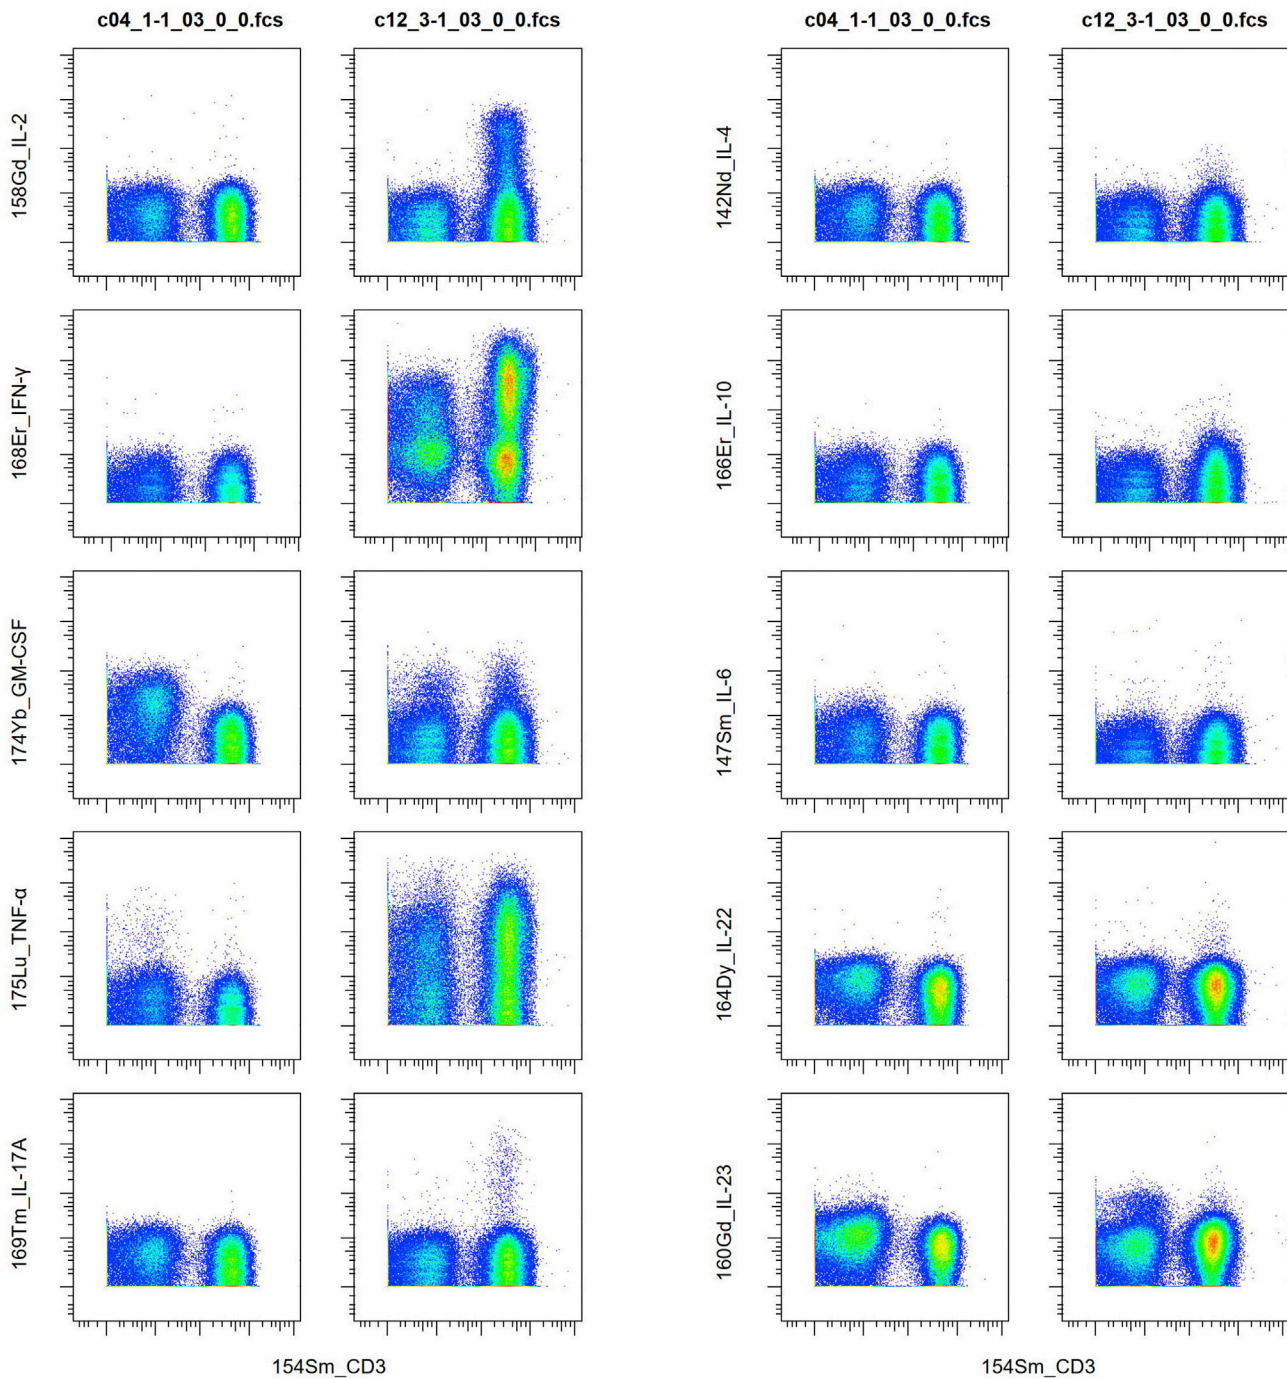 c04_1-1_03_0_0.fcs c12_3-1_03_0_0.fcs c04_1-1_03_0_0.fcs c12_3-1_03_0_0.fcs
158Gd_IL-2
142Nd_IL-4
168Er_IFN-γ
166Er_IL-10
174Yb_GM-CSF
147Sm_IL-6
175Lu_TNF-α
164Dy_IL-22
169Tm_IL-17A
160Gd_IL-23
154Sm_CD3 154Sm_CD3